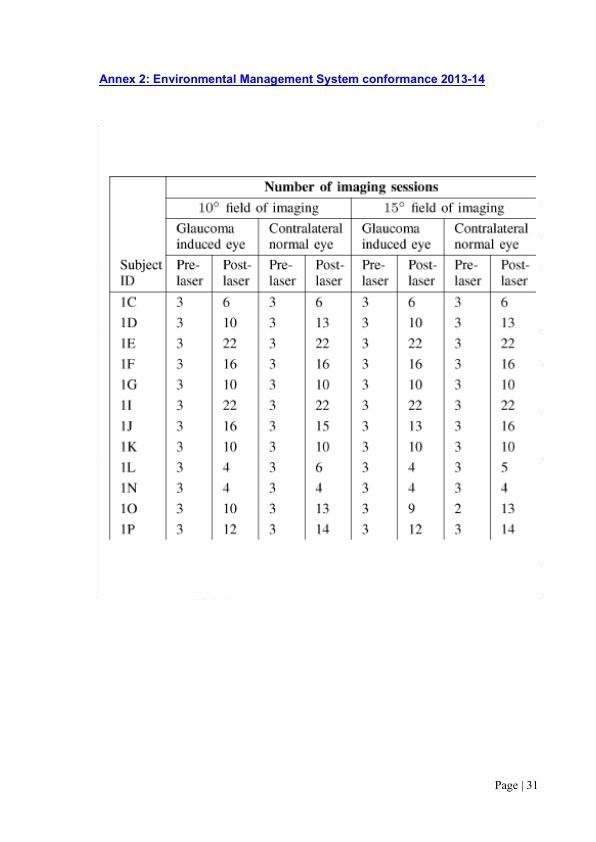 Annex 2: Environmental Management System conformance 2013-14
Number of imaging sessions
10° field of imaging 15° field of imaging
Glaucoma induced eye Contralateral normal eye Glaucoma induced eye Contralateral normal eye
Subject ID Pre-laser Post-laser Pre-laser Post-laser Pre-laser Post-laser Pre-laser Post-laser
1C 3 6 3 6 3 6 3 6
1D 3 10 3 13 3 10 3 13
1E 3 22 3 22 3 22 3 22
1F 3 16 3 16 3 16 3 16
1G 3 10 3 10 3 10 3 10
1I 3 22 3 22 3 22 3 22
1J 3 16 3 15 3 13 3 16
1K 3 10 3 10 3 10 3 10
1L 3 4 3 6 3 4 3 5
1N 3 4 3 4 3 4 3 4
1O 3 10 3 13 3 9 2 13
1P 3 12 3 14 3 12 3 14
Page | 31